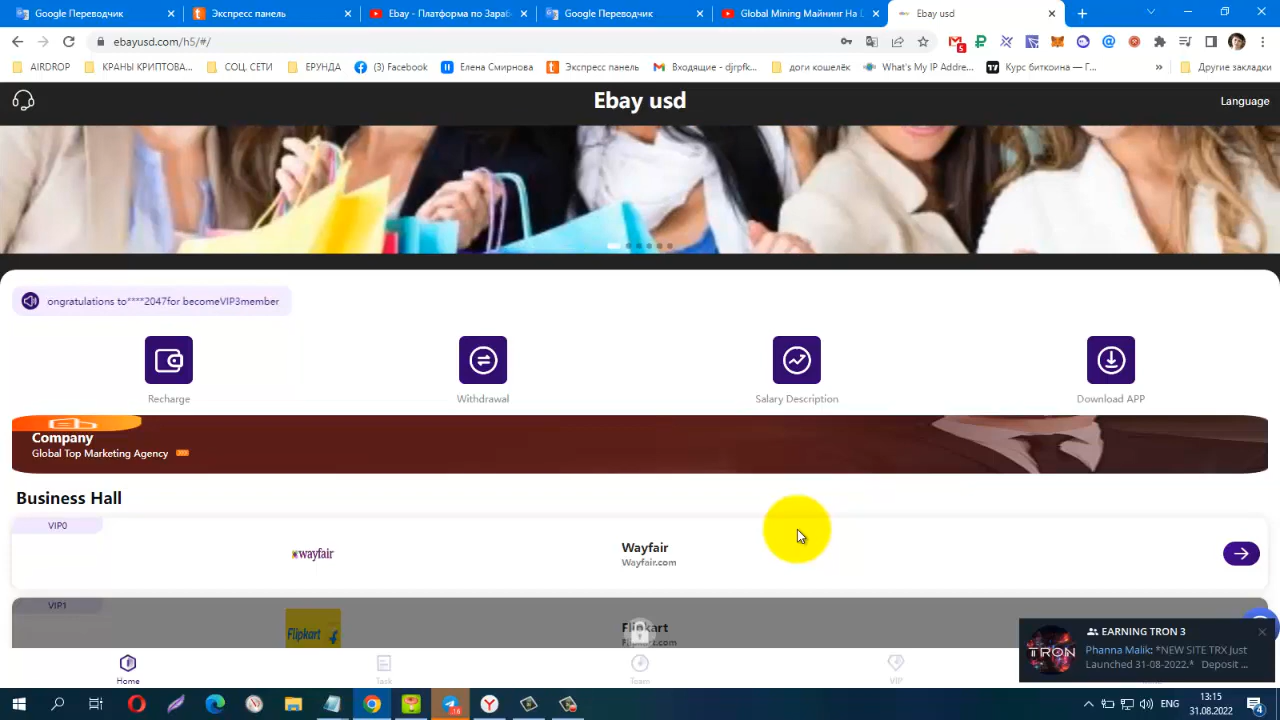 Google Переводчик
Экспресс панель
Ebay - Платформа по Зараб
Google Переводчик
Global Mining Майнинг На L
Ebay usd
ebayusd.com/h5/#/
5
AIRDROP
КРАНЫ КРИПТОВА...
СОЦ. СЕТИ
ЕРУНДА
(3) Facebook
Елена Смирнова
Экспресс панель
Входящие - djrpfk...
доги кошелёк
What's My IP Addre...
Курс биткоина — Г...
»
Другие закладки
Ebay usd
Language
ongratulations to****2047for becomeVIP3member
Recharge
Withdrawal
Salary Description
Download APP
Company
Global Top Marketing Agency
Business Hall
VIP0
wayfair
Wayfair
Wayfair.com
VIP1
Flipkart
Flipkart
Flipkart.com
EARNING TRON 3
TRON
Phanna Malik: *NEW SITE TRX Just
Launched 31-08-2022.* Deposit ...
Home
Task
Team
VIP
ENG
13:15
31.08.2022
4